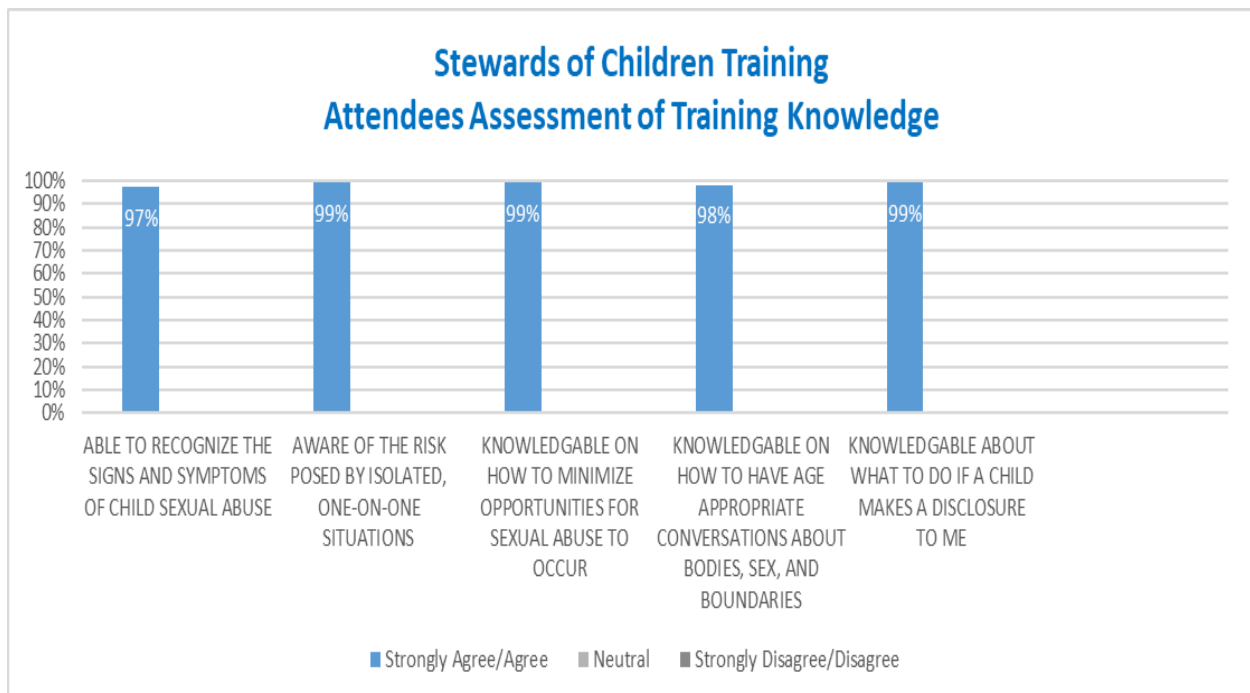 Stewards of Children Training
Attendees Assessment of Training Knowledge
100%
90%
80%
70%
60%
50%
40%
30%
20%
10%
0%
97%
99%
99%
98%
99%
ABLE TO RECOGNIZE THE
SIGNS AND SYMPTOMS
OF CHILD SEXUAL ABUSE
AWARE OF THE RISK
POSED BY ISOLATED,
ONE-ON-ONE
SITUATIONS
KNOWLEDGABLE ON
HOW TO MINIMIZE
OPPORTUNITIES FOR
SEXUAL ABUSE TO
OCCUR
KNOWLEDGABLE ON
HOW TO HAVE AGE
APPROPRIATE
CONVERSATIONS ABOUT
BODIES, SEX, AND
BOUNDARIES
KNOWLEDGABLE ABOUT
WHAT TO DO IF A CHILD
MAKES A DISCLOSURE
TO ME
Strongly Agree/Agree
Neutral
Strongly Disagree/Disagree